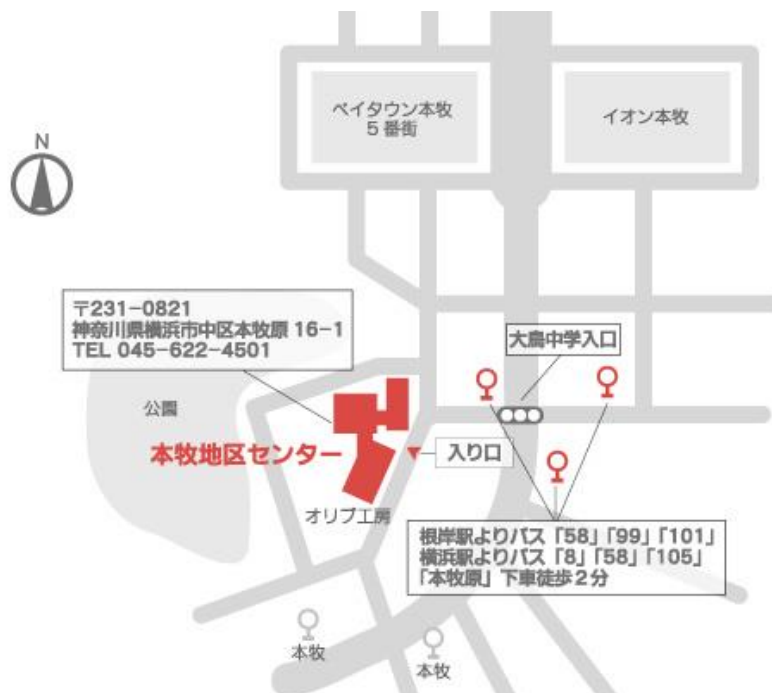 ベイタウン本牧
5番街
イオン本牧
N
〒231-0821
神奈川県横浜市中区本牧原 16-1
TEL 045-622-4501
大鳥中学入口
公園
本牧地区センター
入り口
オリブ工房
根岸駅よりバス「58」「99」「101」
横浜駅よりバス「8」「58」「105」
「本牧原」下車徒歩2分
本牧
本牧